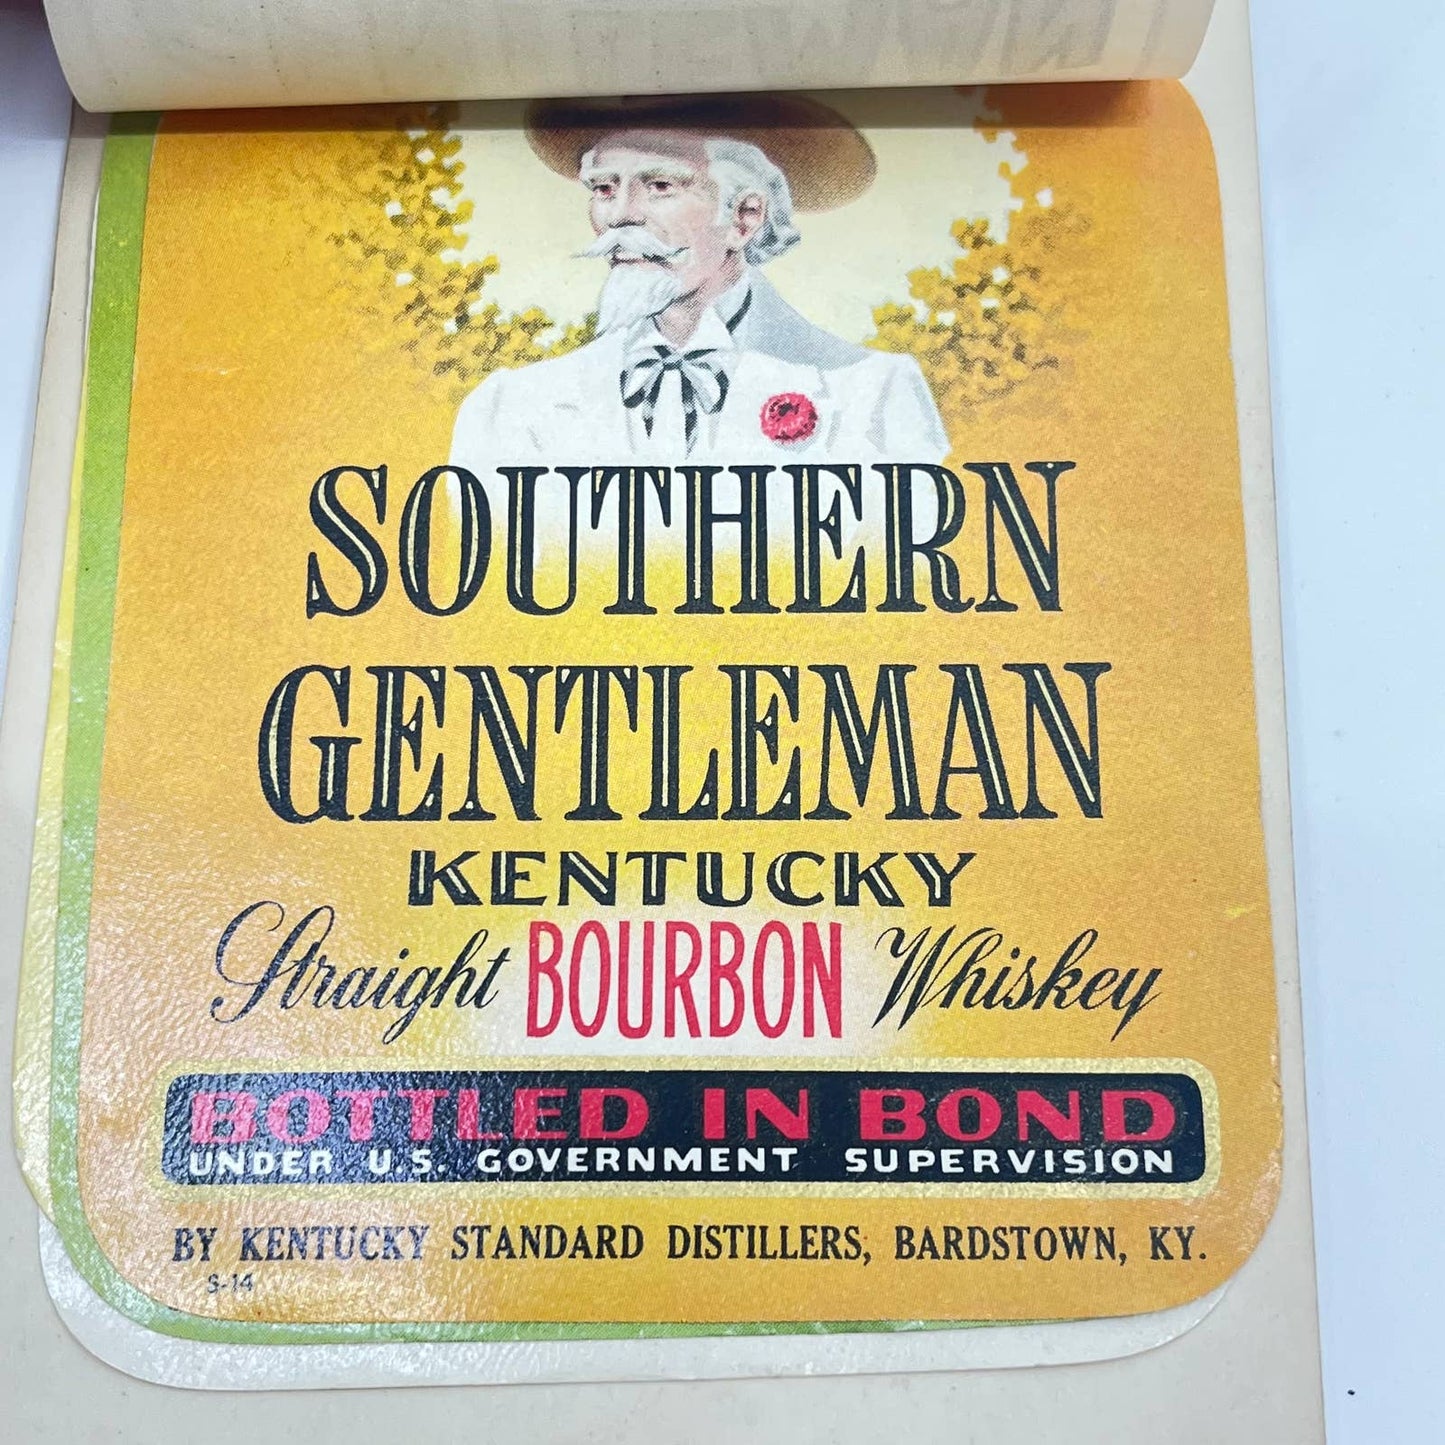 SOUTHERN
GENTLEMAN
KENTUCKY
Straight BOURBON Whiskey
BOTTLED IN BOND
UNDER U.S. GOVERNMENT SUPERVISION
BY KENTUCKY STANDARD DISTILLERS, BARDSTOWN, KY.
S-14